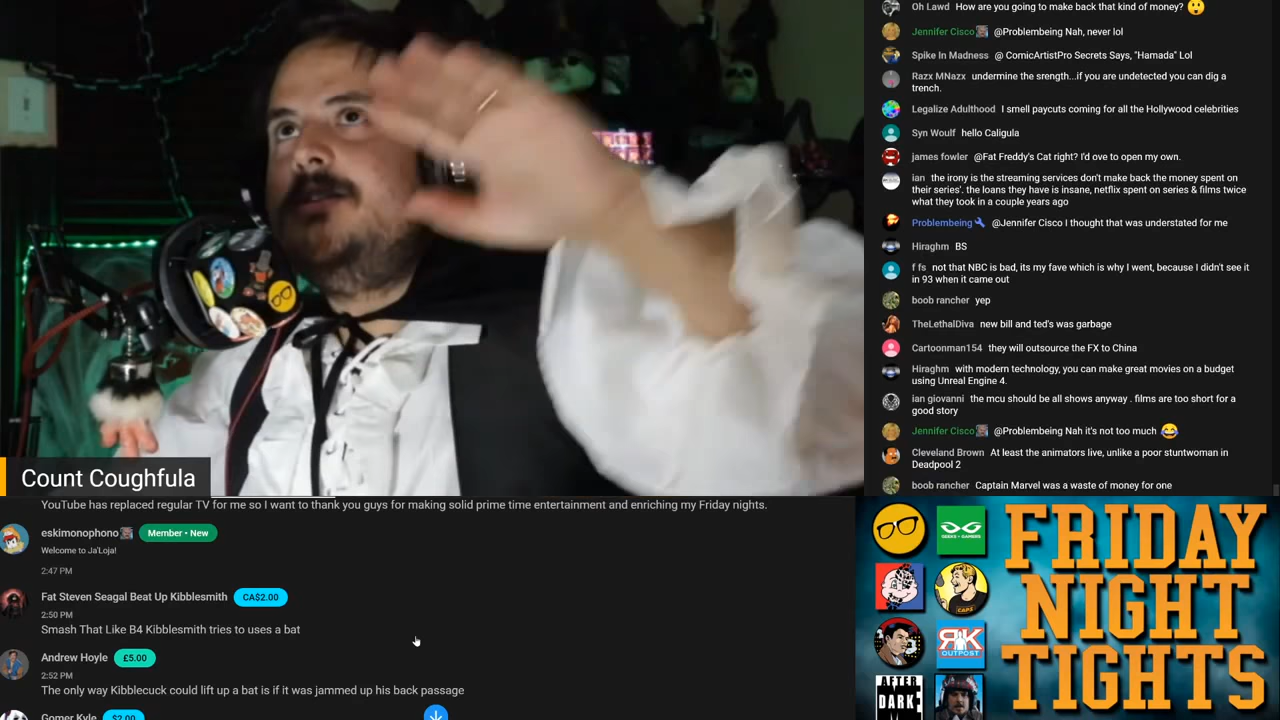 Oh Lawd How are you going to make back that kind of money?
Jennifer Cisco @Problembeing Nah, never lol
Spike In Madness @ ComicArtistPro Secrets Says, "Hamada" Lol
Razx MNazx undermine the srength...if you are undetected you can dig a
trench.
Legalize Adulthood I smell paycuts coming for all the Hollywood celebrities
Syn Woulf hello Caligula
james fowler @Fat Freddy's Cat right? I'd ove to open my own.
ian the irony is the streaming services don't make back the money spent on
their series'. the loans they have is insane, netflix spent on series & films twice
what they took in a couple years ago
Problembeing @Jennifer Cisco I thought that was understated for me
Hiraghm BS
f fs not that NBC is bad, its my fave which is why I went, because I didn't see it
in 93 when it came out
boob rancher yep
TheLethalDiva new bill and ted's was garbage
Cartoonman154 they will outsource the FX to China
Hiraghm with modern technology, you can make great movies on a budget
using Unreal Engine 4.
ian giovanni the mcu should be all shows anyway . films are too short for a
good story
Jennifer Cisco @Problembeing Nah it's not too much
Cleveland Brown At least the animators live, unlike a poor stuntwoman in
Deadpool 2
boob rancher Captain Marvel was a waste of money for one
Count Coughfula
YouTube has replaced regular TV for me so I want to thank you guys for making solid prime time entertainment and enriching my Friday nights.
eskimonophono Member • New
Welcome to Ja'Loja!
2:47 PM
Fat Steven Seagal Beat Up Kibblesmith CA$2.00
2:50 PM
Smash That Like B4 Kibblesmith tries to uses a bat
Andrew Hoyle £5.00
2:52 PM
The only way Kibblecuck could lift up a bat is if it was jammed up his back passage
Gomer Kyle $2.00
GEEKS + GAMERS
CAPS
RK
OUTPOST
AFTER
DARK
FRIDAY
NIGHT
TIGHTS